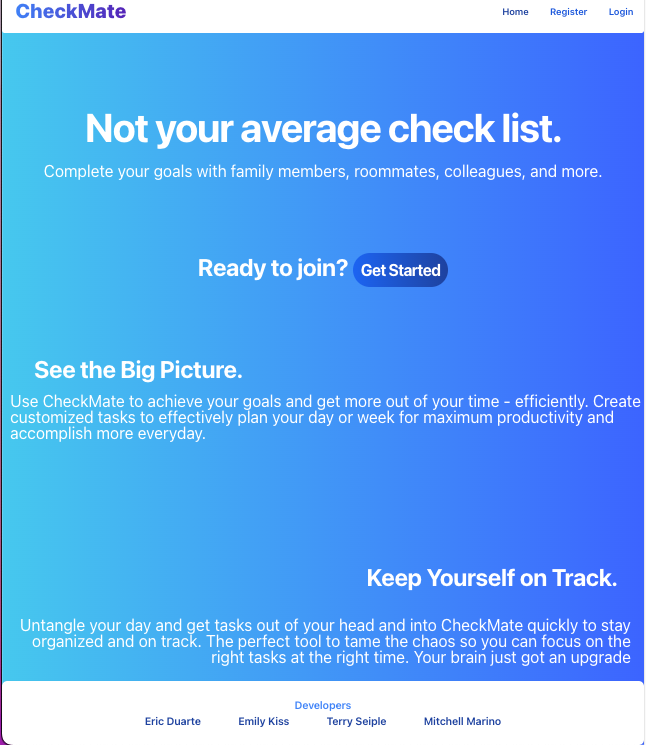 CheckMate
Home Register Login
Not your average check list.
Complete your goals with family members, roommates, colleagues, and more.
Ready to join? Get Started
See the Big Picture.
Use CheckMate to achieve your goals and get more out of your time - efficiently. Create
customized tasks to effectively plan your day or week for maximum productivity and
accomplish more everyday.
Keep Yourself on Track.
Untangle your day and get tasks out of your head and into CheckMate quickly to stay
organized and on track. The perfect tool to tame the chaos so you can focus on the
right tasks at the right time. Your brain just got an upgrade
Developers
Eric Duarte Emily Kiss Terry Seiple Mitchell Marino